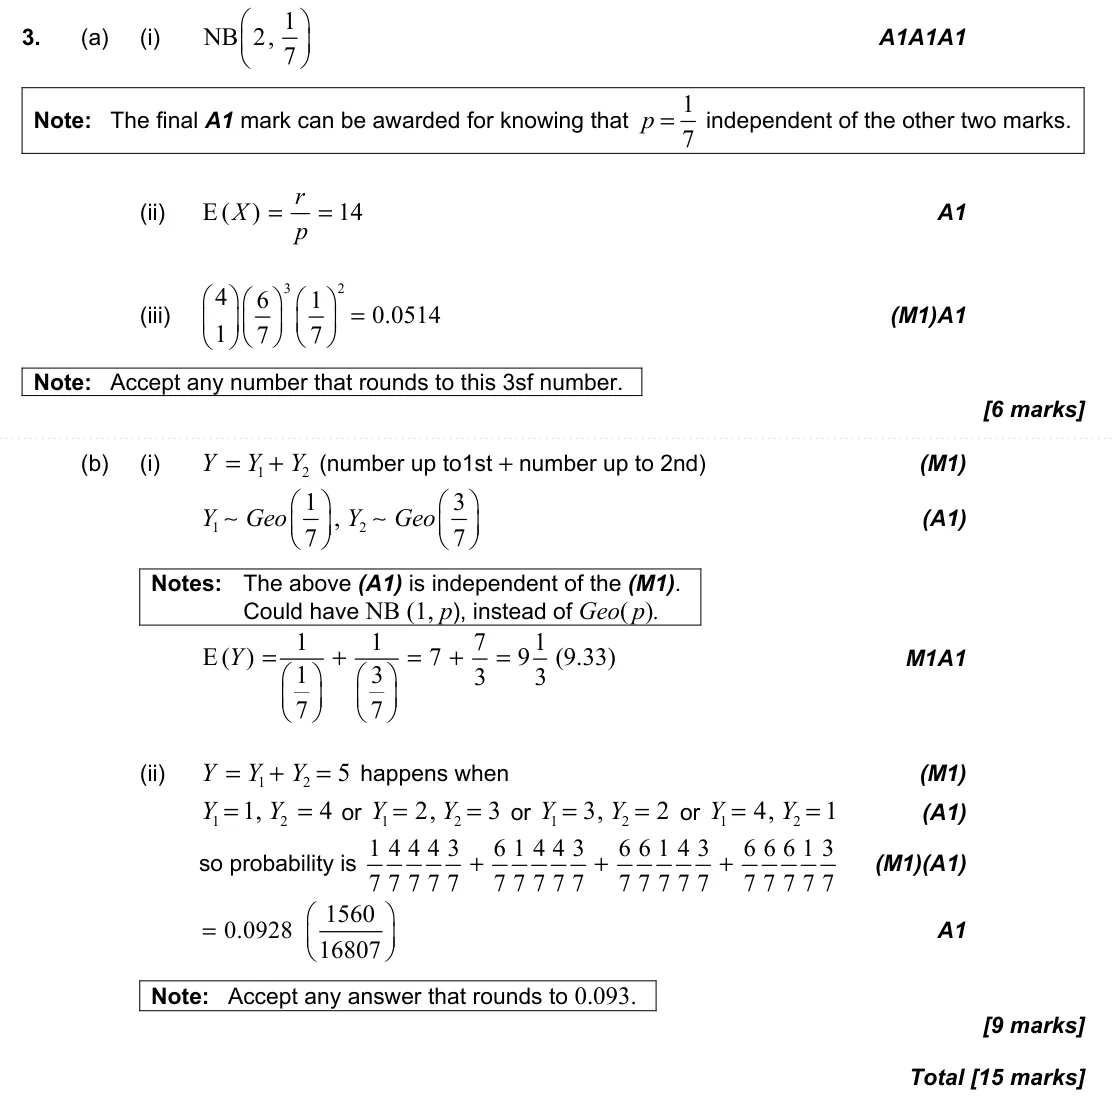 3. (a) (i) NB(2, 1/7) A1A1A1
Note: The final A1 mark can be awarded for knowing that p = 1/7 independent of the other two marks.
(ii) E(X) = r/p = 14 A1
(iii) (4 1)(6/7)^3 (1/7)^2 = 0.0514 (M1)A1
Note: Accept any number that rounds to this 3sf number.
[6 marks]
(b) (i) Y = Y₁ + Y₂ (number up to1st + number up to 2nd) (M1)
Y₁ ~ Geo(1/7), Y₂ ~ Geo(3/7) (A1)
Notes: The above (A1) is independent of the (M1).
Could have NB (1, p), instead of Geo(p).
E(Y) = 1/(1/7) + 1/(3/7) = 7 + 7/3 = 9 1/3 (9.33) M1A1
(ii) Y = Y₁ + Y₂ = 5 happens when (M1)
Y₁ = 1, Y₂ = 4 or Y₁ = 2, Y₂ = 3 or Y₁ = 3, Y₂ = 2 or Y₁ = 4, Y₂ = 1 (A1)
so probability is 1/7 4/7 4/7 4/7 3/7 + 6/7 1/7 4/7 4/7 3/7 + 6/7 6/7 1/7 4/7 3/7 + 6/7 6/7 6/7 1/7 3/7 (M1)(A1)
= 0.0928 (1560/16807) A1
Note: Accept any answer that rounds to 0.093.
[9 marks]
Total [15 marks]